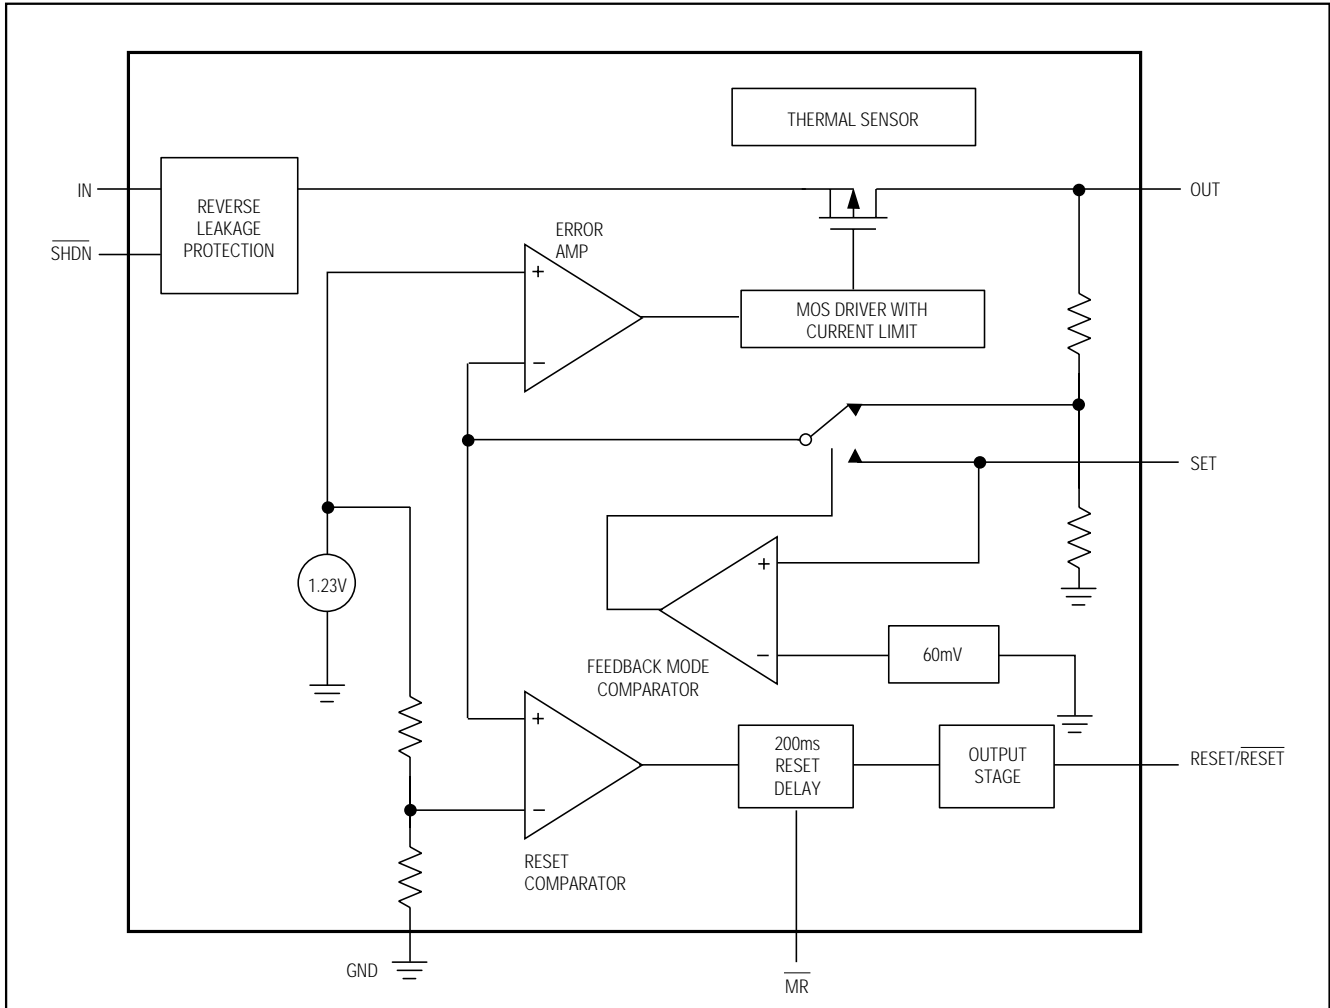 THERMAL SENSOR
IN
SHDN
REVERSE
LEAKAGE
PROTECTION
OUT
ERROR
AMP
+
−
MOS DRIVER WITH
CURRENT LIMIT
SET
1.23V
+
−
60mV
FEEDBACK MODE
COMPARATOR
+
−
200ms
RESET
DELAY
OUTPUT
STAGE
RESET/RESET
RESET
COMPARATOR
GND
MR